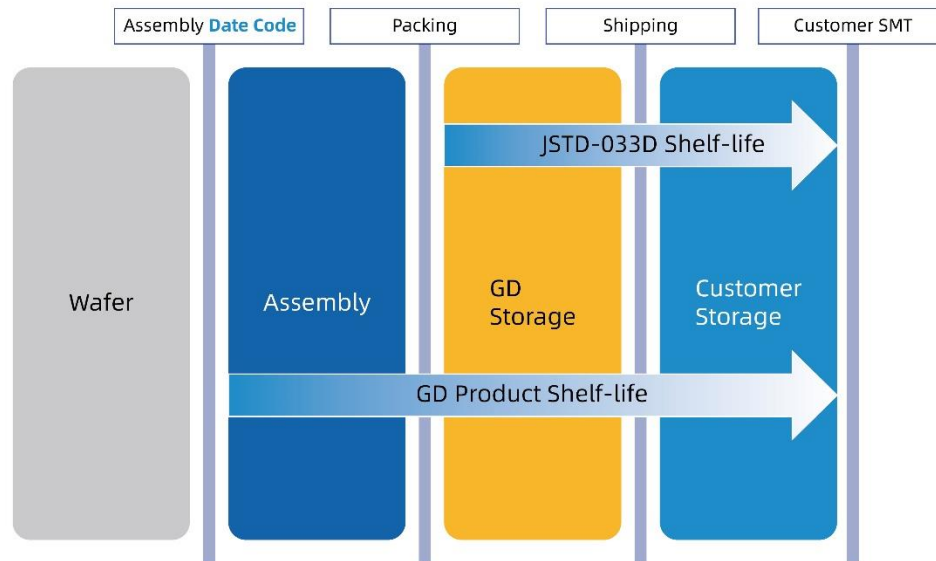 Assembly Date Code
Packing
Shipping
Customer SMT
JSTD-033D Shelf-life
Wafer
Assembly
GD
Storage
Customer
Storage
GD Product Shelf-life